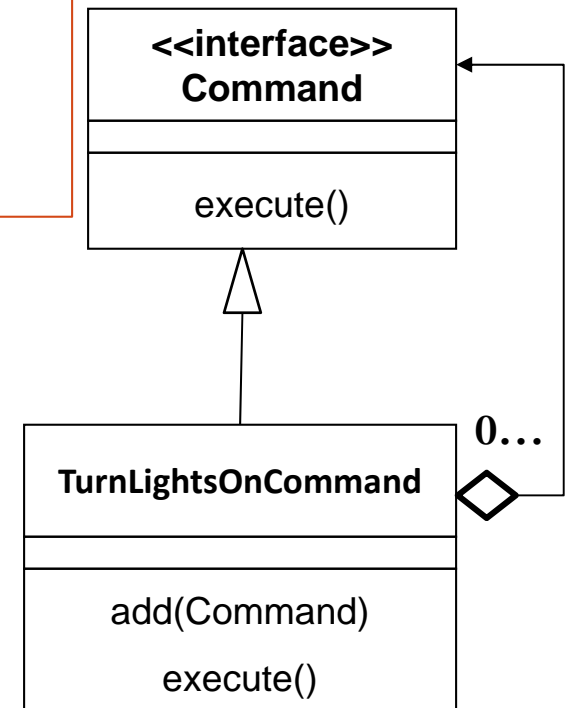 <<interface>>
Command
execute()
0...
TurnLightsOnCommand
add(Command)
execute()